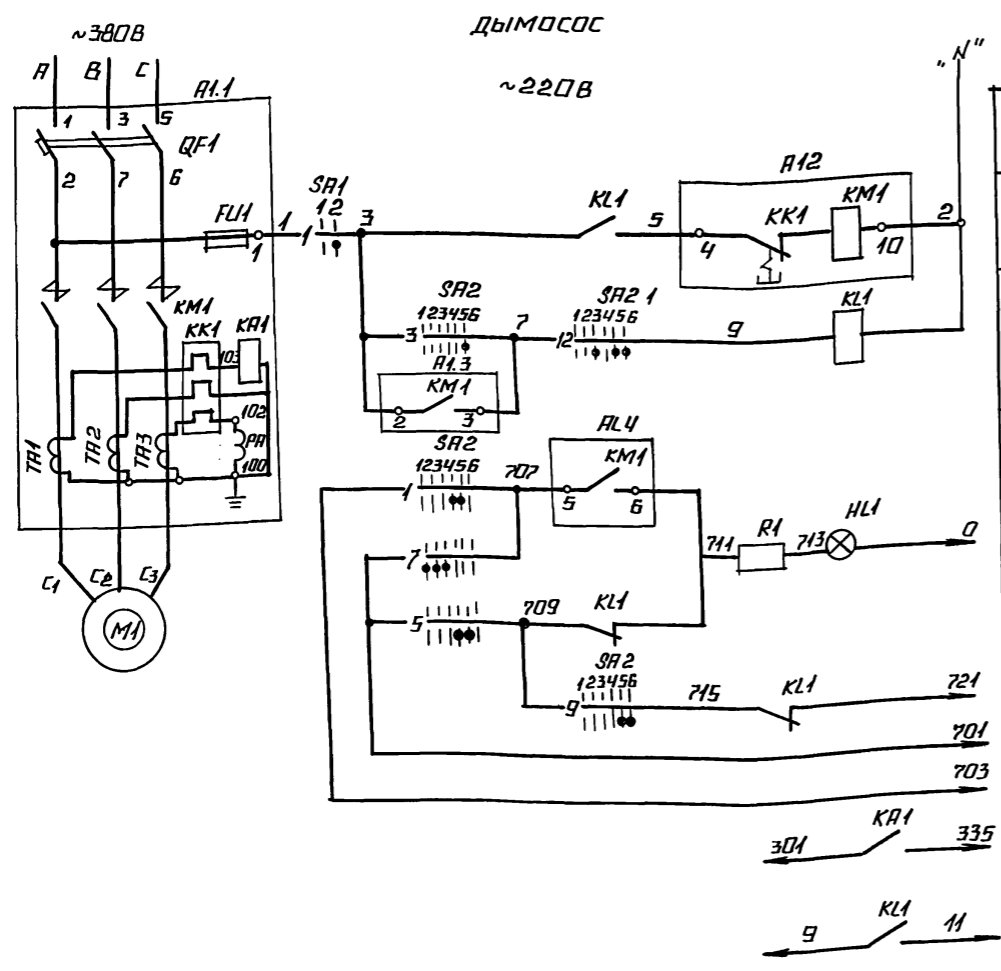 ДЫМОСОС
~380В
~220В
"N"
А В С
А1.1
1 3 5
QF1
2 7 6
FU1
1
1
SA1
12
1
3
KL1
5
А12
4
KK1
KM1
10
2
SA2
123456
3
7
SA2 1
123456
12
9
KL1
А1.3
KM1
2 3
KM1
KK1
KA1
103
102
PA
100
TA1
TA2
TA3
C1 C2 C3
M1
SA2
123456
1
707
AL4
KM1
5 6
7
711
R1
713
HL1
0
5
709
KL1
SA2
123456
9
715
KL1
721
701
703
301
KA1
335
9
KL1
11